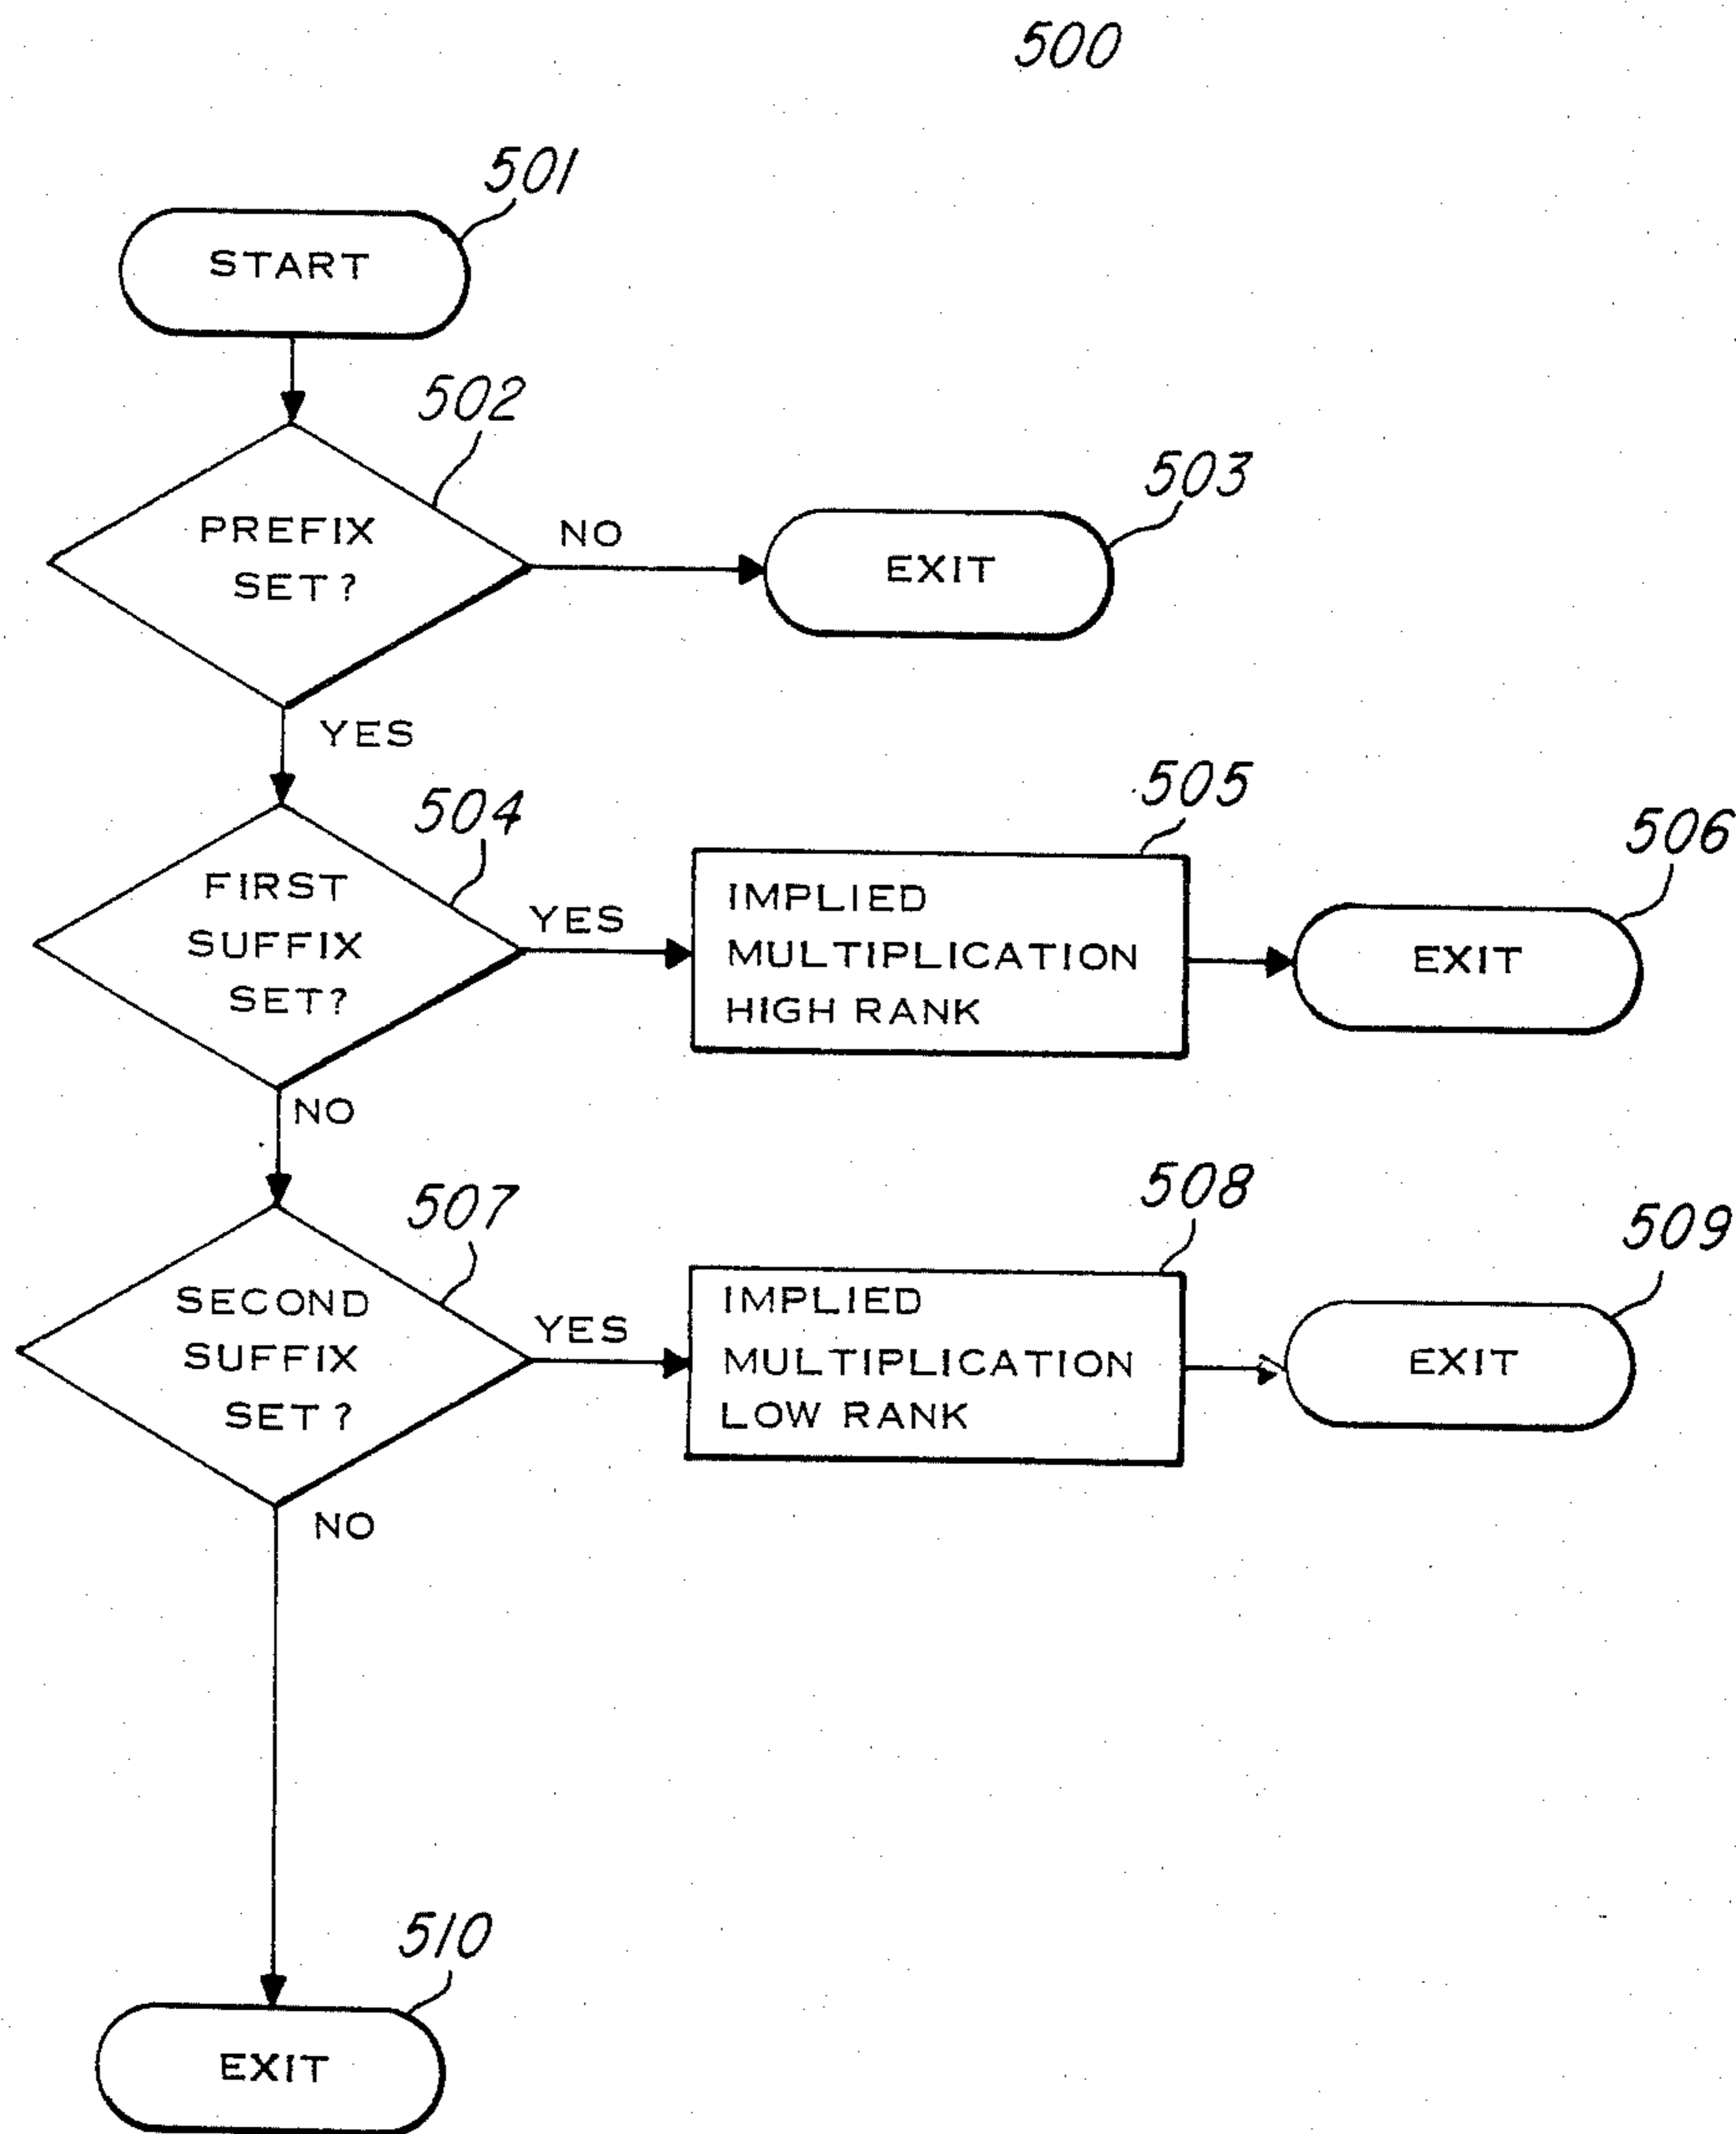 500
501
START
502
PREFIX
SET?
NO
503
EXIT
YES
504
FIRST
SUFFIX
SET?
YES
505
IMPLIED
MULTIPLICATION
HIGH RANK
506
EXIT
NO
507
SECOND
SUFFIX
SET?
YES
508
IMPLIED
MULTIPLICATION
LOW RANK
509
EXIT
NO
510
EXIT